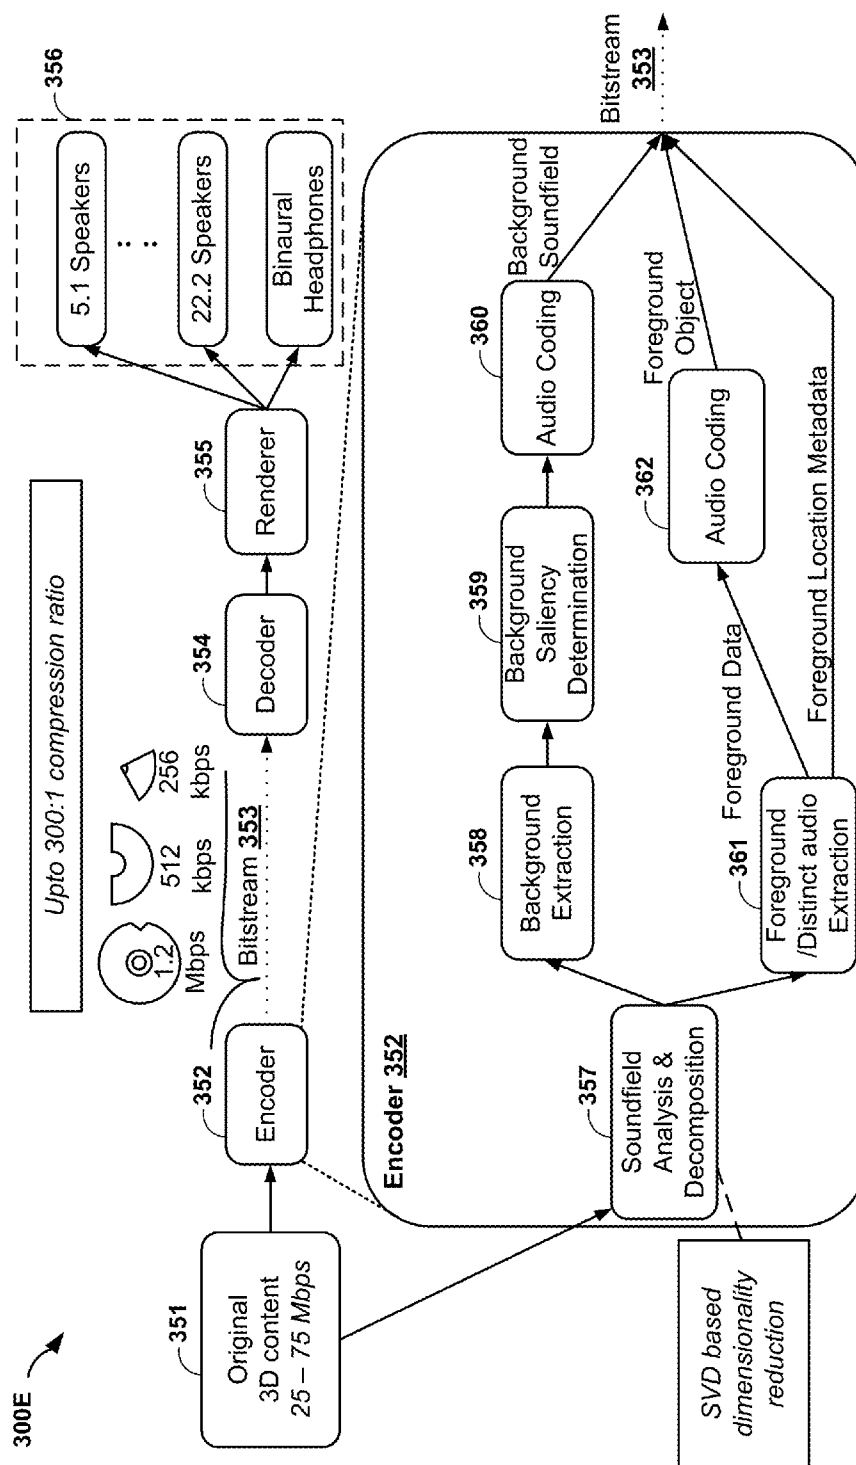 300E
Upto 300:1 compression ratio
351
Original
3D content
25 – 75 Mbps
352
Encoder
1.2
Mbps
512
kbps
256
kbps
Bitstream 353
354
Decoder
355
Renderer
356
5.1 Speakers
22.2 Speakers
Binaural
Headphones
Encoder 352
357
Soundfield
Analysis &
Decomposition
SVD based
dimensionality
reduction
358
Background
Extraction
359
Background
Saliency
Determination
360
Audio Coding
Background
Soundfield
361
Foreground
/Distinct audio
Extraction
Foreground Data
362
Audio Coding
Foreground
Object
Foreground Location Metadata
Bitstream
353